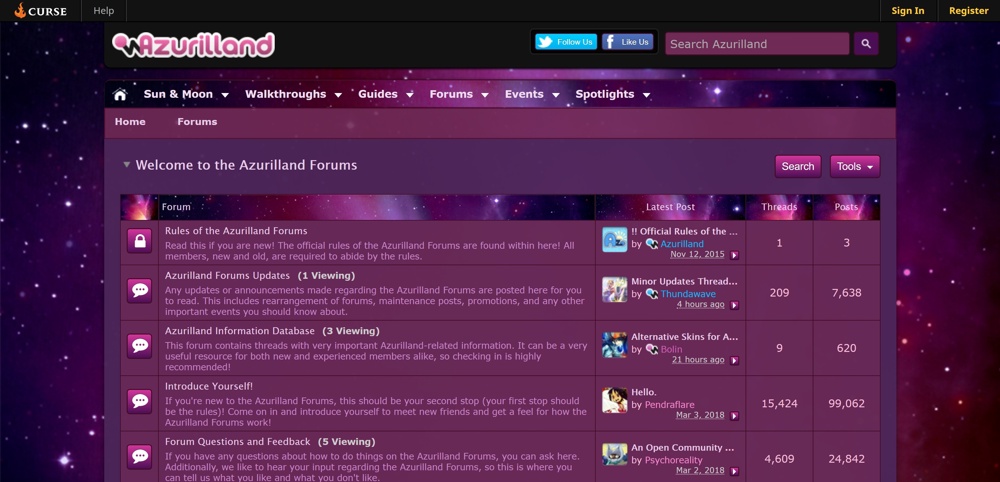 CURSE
Help
Sign In
Register
Azurilland
Follow Us
Like Us
Search Azurilland
Sun & Moon
Walkthroughs
Guides
Forums
Events
Spotlights
Home
Forums
Welcome to the Azurilland Forums
Search
Tools
Forum
Latest Post
Threads
Posts
Rules of the Azurilland Forums
Read this if you are new! The official rules of the Azurilland Forums are found within here! All
members, new and old, are required to abide by the rules.
!! Official Rules of the ...
by Azurilland
Nov 12, 2015
1
3
Azurilland Forums Updates (1 Viewing)
Any updates or announcements made regarding the Azurilland Forums are posted here for you
to read. This includes rearrangement of forums, maintenance posts, promotions, and any other
important events you should know about.
Minor Updates Thread...
by Thundawave
4 hours ago
209
7,638
Azurilland Information Database (3 Viewing)
This forum contains threads with very important Azurilland-related information. It can be a very
useful resource for both new and experienced members alike, so checking in is highly
recommended!
Alternative Skins for A...
by Bolin
21 hours ago
9
620
Introduce Yourself!
If you're new to the Azurilland Forums, this should be your second stop (your first stop should
be the rules)! Come on in and introduce yourself to meet new friends and get a feel for how the
Azurilland Forums work!
Hello.
by Pendraflare
Mar 3, 2018
15,424
99,062
Forum Questions and Feedback (5 Viewing)
If you have any questions about how to do things on the Azurilland Forums, you can ask here.
Additionally, we like to hear your input regarding the Azurilland Forums, so this is where you
can tell us what you like and what you don't like.
An Open Community ...
by Psychoreality
Mar 2, 2018
4,609
24,842